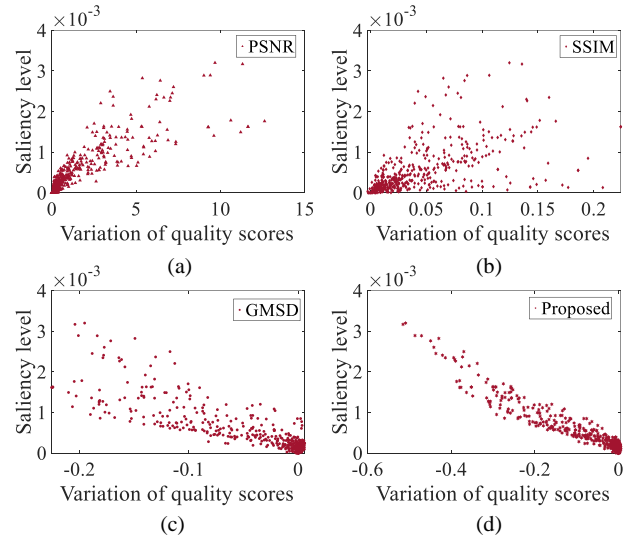 ×10⁻³ ×10⁻³
4 PSNR 4 SSIM
3 3
2 2
1 1
0 0
0 5 10 15 0 0.05 0.1 0.15 0.2
Saliency level Saliency level
Variation of quality scores Variation of quality scores
(a) (b)
×10⁻³ ×10⁻³
4 GMSD 4 Proposed
3 3
2 2
1 1
0 0
-0.2 -0.1 0 -0.6 -0.4 -0.2 0
Saliency level Saliency level
Variation of quality scores Variation of quality scores
(c) (d)